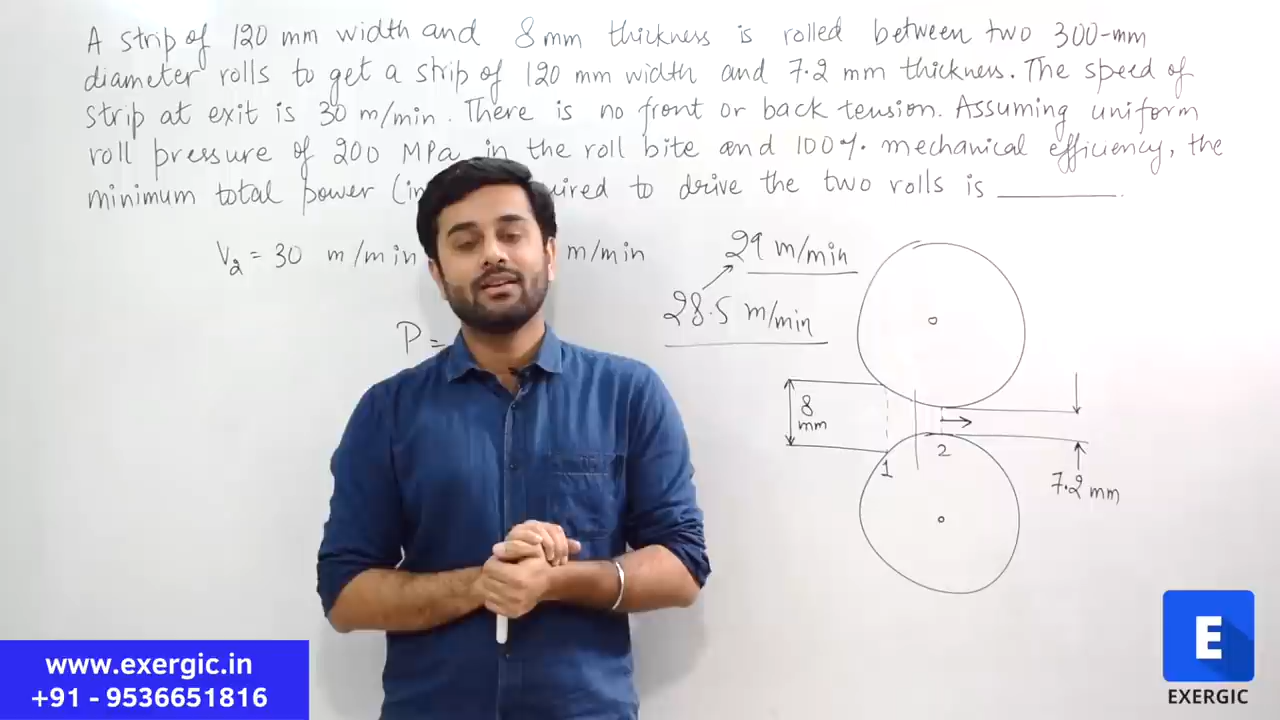 A strip of 120 mm width and 8 mm thickness is rolled between two 300-mm
diameter rolls to get a strip of 120 mm width and 7.2 mm thickness. The speed of
strip at exit is 30 m/min. There is no front or back tension. Assuming uniform
roll pressure of 200 MPa in the roll bite and 100% mechanical efficiency, the
minimum total power (in uired to drive the two rolls is ______.
V2 = 30 m/min m/min
29 m/min
28.5 m/min
P =
8
mm
1
2
7.2 mm
www.exergic.in
+91 - 9536651816
E
EXERGIC